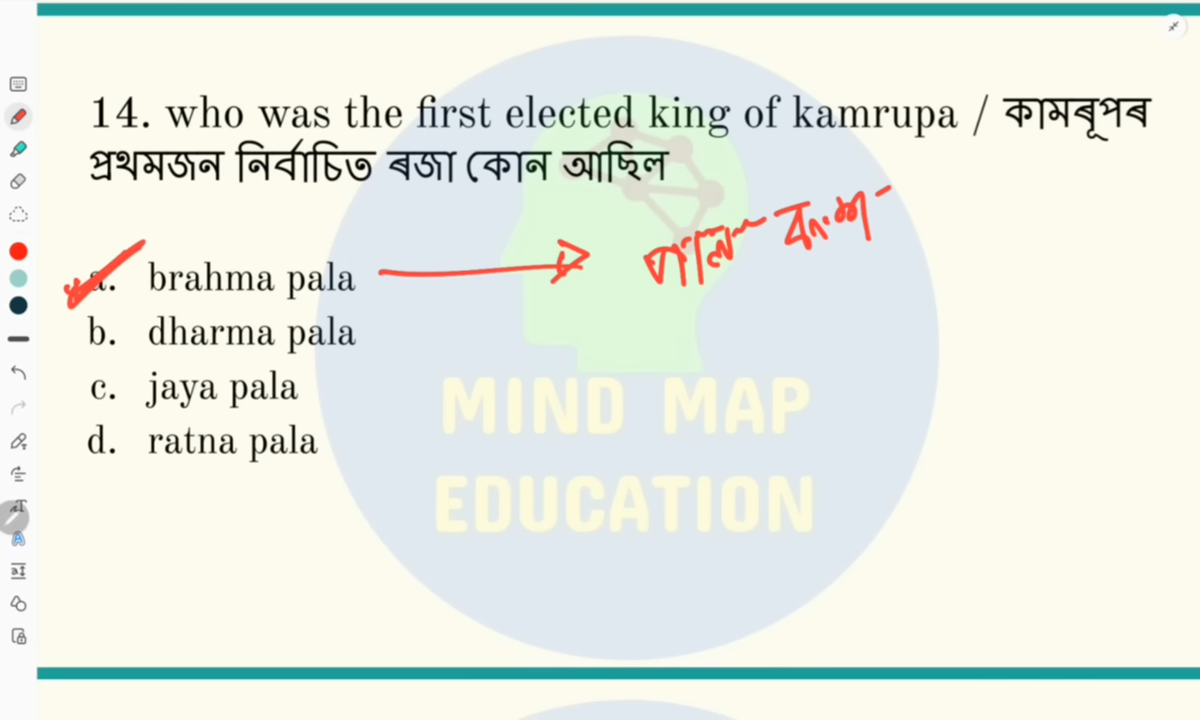 14. who was the first elected king of kamrupa / কামৰূপৰ
প্ৰথমজন নিৰ্বাচিত ৰজা কোন আছিল
a. brahma pala
পাল বংশ
b. dharma pala
c. jaya pala
d. ratna pala
MIND MAP
EDUCATION